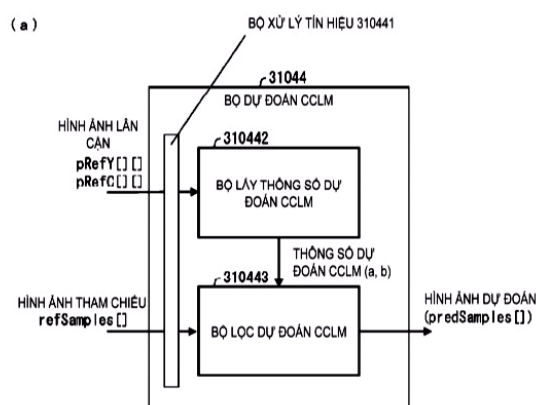 (a)
BỘ XỬ LÝ TÍN HIỆU 310441
31044
BỘ DỰ ĐOÁN CCLM
HÌNH ẢNH LÂN
CẬN
pRefY[][]
pRefC[][]
310442
BỘ LẤY THÔNG SỐ DỰ
ĐOÁN CCLM
THÔNG SỐ DỰ
ĐOÁN CCLM (a, b)
310443
HÌNH ẢNH THAM CHIẾU
refSamples[]
BỘ LỌC DỰ ĐOÁN CCLM
HÌNH ẢNH DỰ ĐOÁN
(predSamples[])